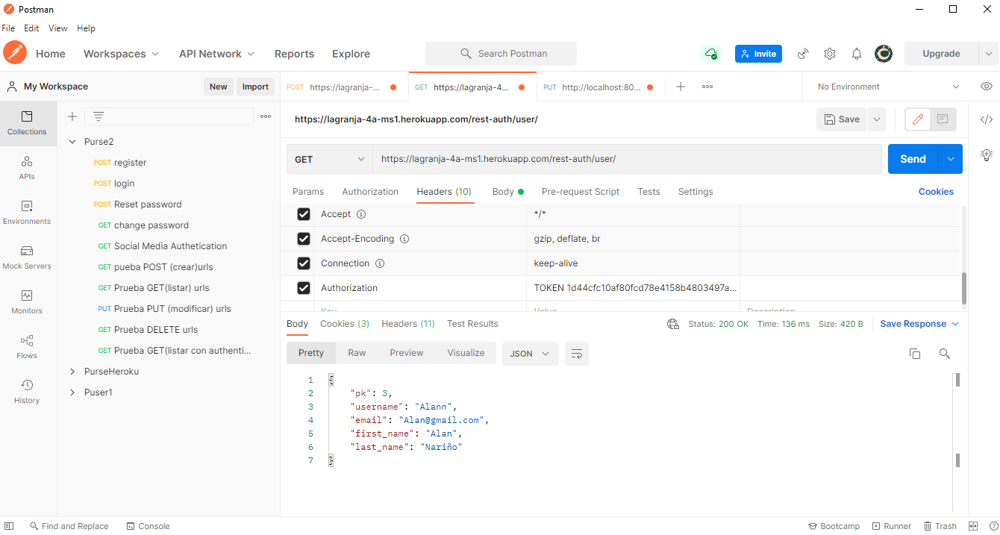 Postman
File Edit View Help
Home Workspaces API Network Reports Explore Search Postman Invite Upgrade
My Workspace New Import
POST https://lagranja-... GET https://lagranja-4... PUT http://localhost:80... No Environment
Collections
APIs
Environments
Mock Servers
Monitors
Flows
History
Purse2
POST register
POST login
POST Reset password
GET change password
GET Social Media Authetication
GET pueba POST (crear)urls
GET Prueba GET(listar) urls
PUT Prueba PUT (modificar) urls
GET Prueba DELETE urls
GET Prueba GET(listar con authenti...
PurseHeroku
Puser1
https://lagranja-4a-ms1.herokuapp.com/rest-auth/user/ Save
GET https://lagranja-4a-ms1.herokuapp.com/rest-auth/user/ Send
Params Authorization Headers (10) Body Pre-request Script Tests Settings Cookies
Accept */*
Accept-Encoding gzip, deflate, br
Connection keep-alive
Authorization TOKEN 1d44cfc10af80fcd78e4158b4803497a...
Key Value Description
Body Cookies (3) Headers (11) Test Results Status: 200 OK Time: 136 ms Size: 420 B Save Response
Pretty Raw Preview Visualize JSON
1 {
2 "pk": 3,
3 "username": "Alann",
4 "email": "Alan@gmail.com",
5 "first_name": "Alan",
6 "last_name": "Nariño"
7 }
Find and Replace Console Bootcamp Runner Trash